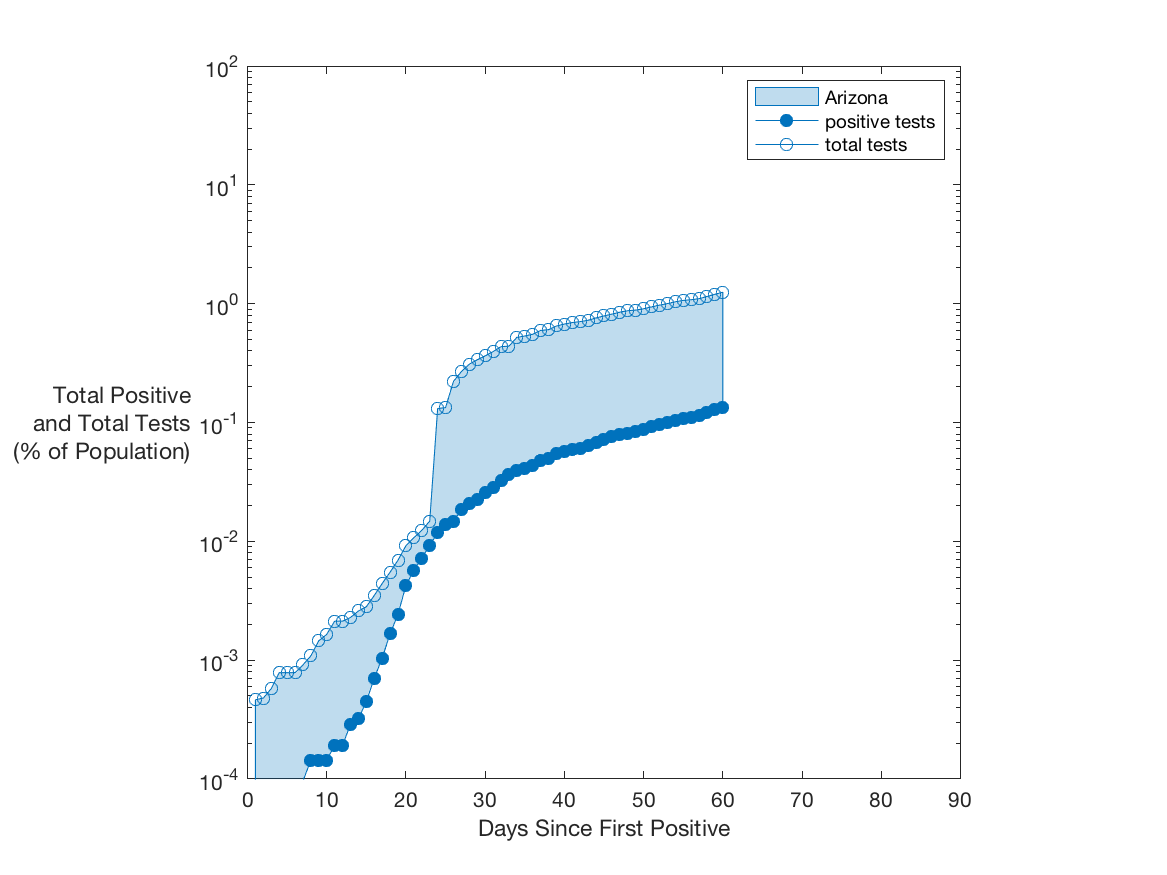 10^2
10^1
10^0
10^-1
10^-2
10^-3
10^-4
Total Positive
and Total Tests
(% of Population)
Arizona
positive tests
total tests
0 10 20 30 40 50 60 70 80 90
Days Since First Positive